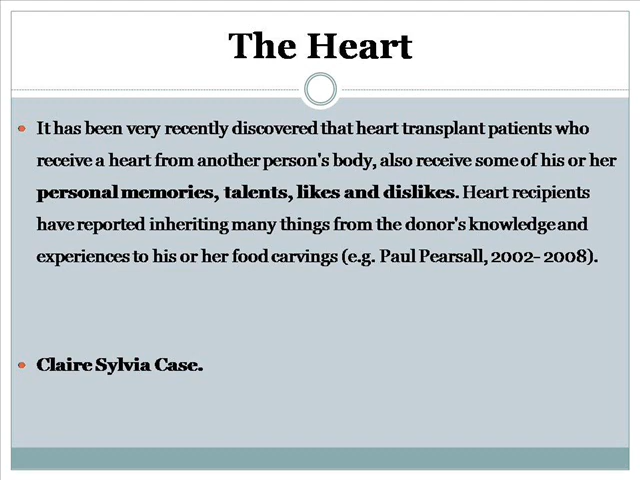 The Heart
It has been very recently discovered that heart transplant patients who
receive a heart from another person's body, also receive some of his or her
personal memories, talents, likes and dislikes. Heart recipients
have reported inheriting many things from the donor's knowledge and
experiences to his or her food carvings (e.g. Paul Pearsall, 2002- 2008).
Claire Sylvia Case.